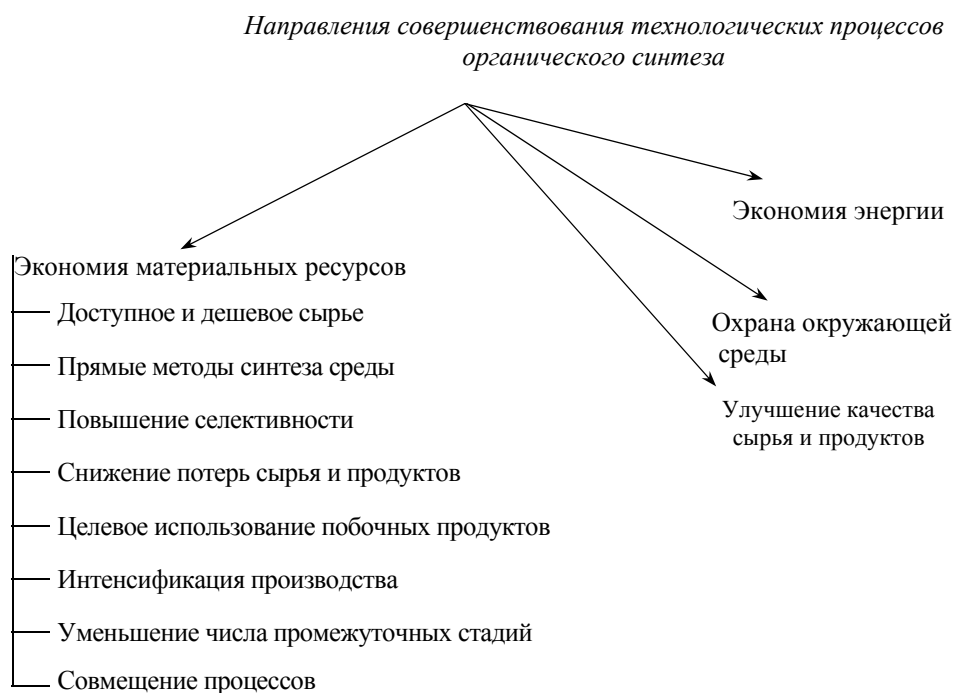 Направления совершенствования технологических процессов
органического синтеза
Экономия энергии
Экономия материальных ресурсов
Доступное и дешевое сырье
Прямые методы синтеза среды
Повышение селективности
Снижение потерь сырья и продуктов
Целевое использование побочных продуктов
Интенсификация производства
Уменьшение числа промежуточных стадий
Совмещение процессов
Охрана окружающей
среды
Улучшение качества
сырья и продуктов